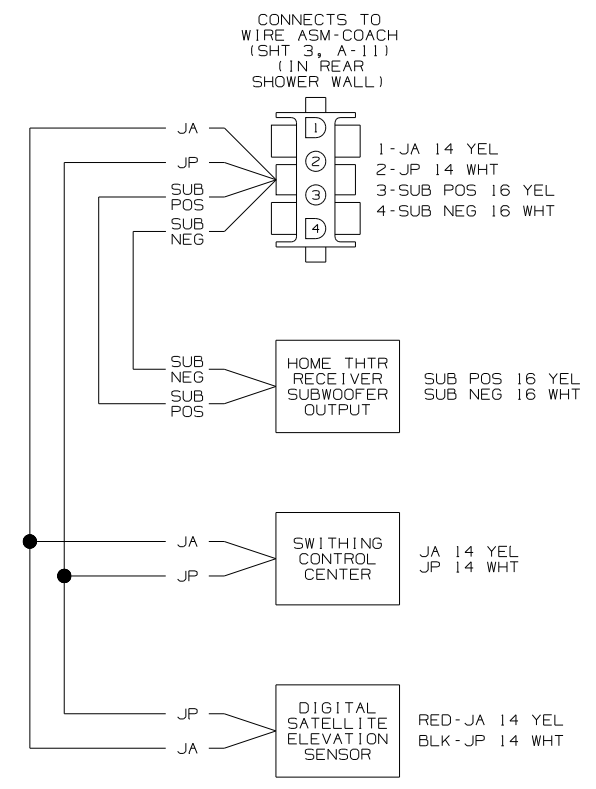 CONNECTS TO
WIRE ASM-COACH
(SHT 3, A-11)
(IN REAR
SHOWER WALL)
JA
JP
SUB
POS
SUB
NEG
1
2
3
4
1-JA 14 YEL
2-JP 14 WHT
3-SUB POS 16 YEL
4-SUB NEG 16 WHT
SUB
NEG
SUB
POS
HOME THTR
RECEIVER
SUBWOOFER
OUTPUT
SUB POS 16 YEL
SUB NEG 16 WHT
JA
JP
SWITHING
CONTROL
CENTER
JA 14 YEL
JP 14 WHT
JP
JA
DIGITAL
SATELLITE
ELEVATION
SENSOR
RED-JA 14 YEL
BLK-JP 14 WHT